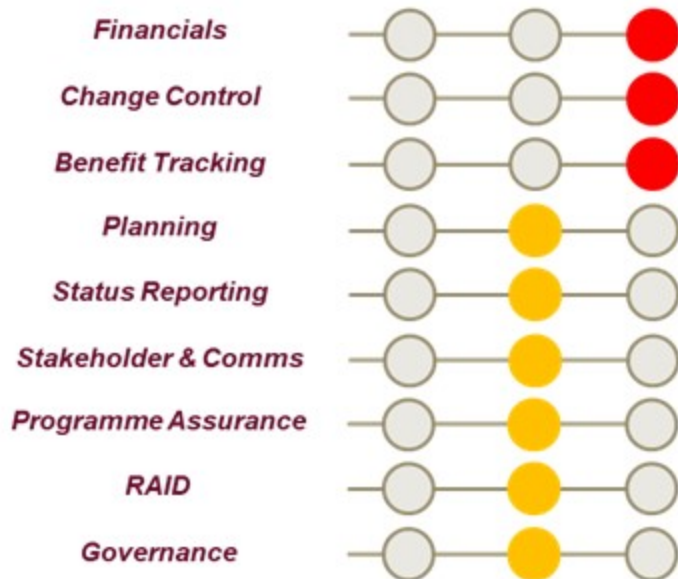 Financials
Change Control
Benefit Tracking
Planning
Status Reporting
Stakeholder & Comms
Programme Assurance
RAID
Governance